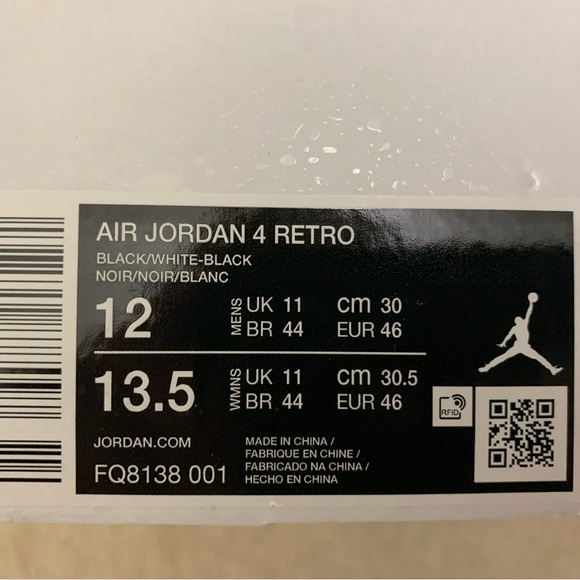 AIR JORDAN 4 RETRO
BLACK/WHITE-BLACK
NOIR/NOIR/BLANC
12 MENS UK 11 CM 30
BR 44 EUR 46
13.5 WMNS UK 11 CM 30.5
BR 44 EUR 46
RFID
JORDAN.COM
FQ8138 001
MADE IN CHINA /
FABRIQUE EN CHINE /
FABRICADO NA CHINA /
HECHO EN CHINA